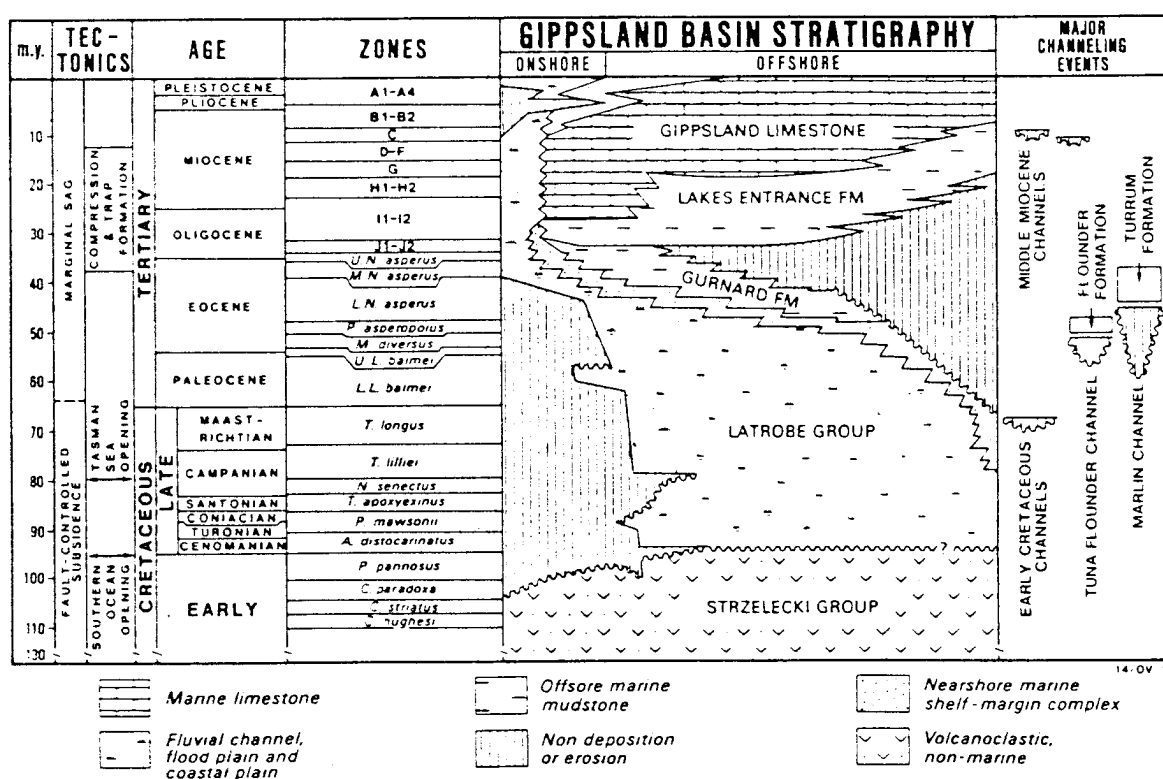 m.y.
TEC-
TONICS
AGE
ZONES
GIPPSLAND BASIN STRATIGRAPHY
ONSHORE
OFFSHORE
MAJOR
CHANNELING
EVENTS
10
20
30
40
50
60
70
80
90
100
110
130
MARGINAL SAG
FAULT-CONTROLLED
SUBSIDENCE
COMPRESSION
& TRAP
FORMATION
TASMAN
SEA
OPENING
SOUTHERN
OCEAN
OPENING
TERTIARY
CRETACEOUS
LATE
EARLY
PLEISTOCENE
PLIOCENE
MIOCENE
OLIGOCENE
EOCENE
PALEOCENE
MAAST-
RICHTIAN
CAMPANIAN
SANTONIAN
CONIACIAN
TURONIAN
CENOMANIAN
A1-A4
B1-B2
C
D-F
G
H1-H2
I1-I2
J1-J2
U.N. asperus
M.N. asperus
L.N. asperus
P. asperopolus
M. diversus
U.L. balmei
L.L. balmei
T. longus
T. lilliei
N. senectus
T. apoxyexinus
P. mawsonii
A. distocarinatus
P. pannosus
C. paradoxa
C. striatus
C. hughesi
GIPPSLAND LIMESTONE
LAKES ENTRANCE FM
GURNARD FM
LATROBE GROUP
?
STRZELECKI GROUP
MIDDLE MIOCENE
CHANNELS
EARLY CRETACEOUS
CHANNELS
FLOUNDER
FORMATION
TUNA FLOUNDER CHANNEL
TURRUM
FORMATION
MARLIN CHANNEL
14-OV
Marine limestone
Offsore marine
mudstone
Nearshore marine
shelf-margin complex
Fluvial channel,
flood plain and
coastal plain
Non deposition
or erosion
Volcanoclastic,
non-marine